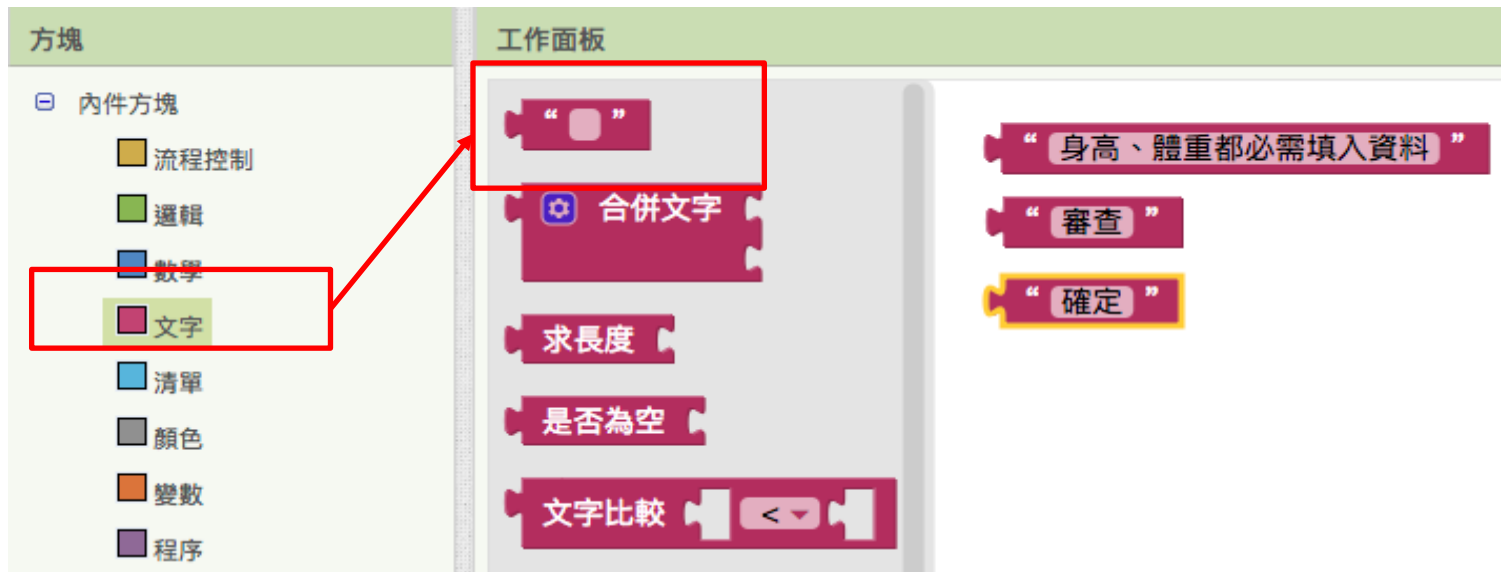 方塊
內件方塊
流程控制
邏輯
數學
文字
清單
顏色
變數
程序
工作面板
“ ”
合併文字
求長度
是否為空
文字比較 <
“ 身高、體重都必需填入資料 ”
“ 審查 ”
“ 確定 ”